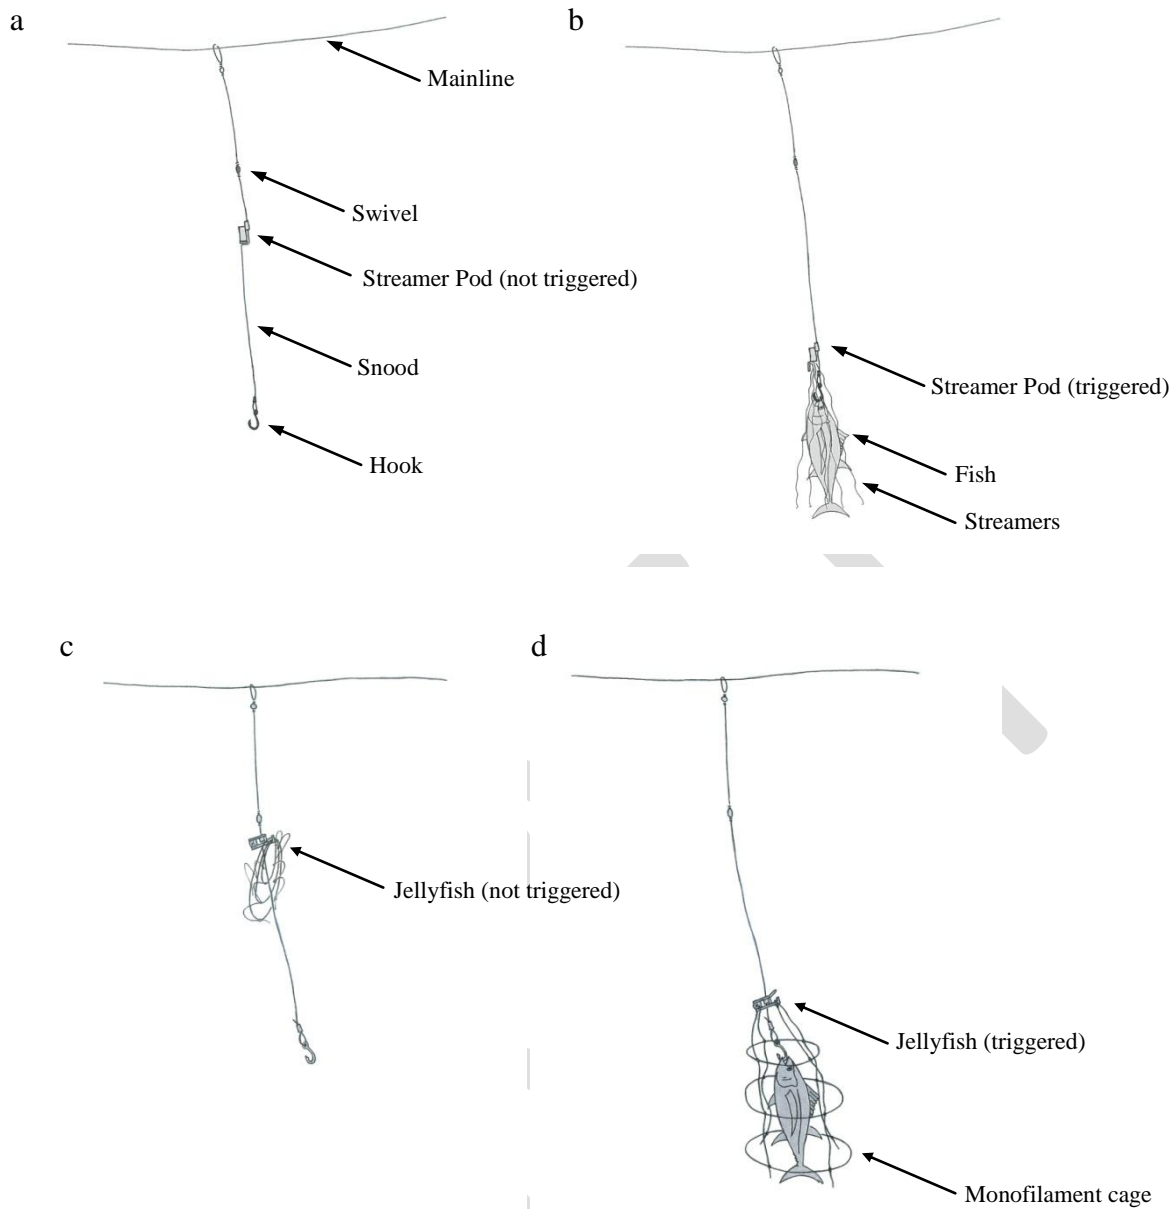 a
b
Mainline
Swivel
Streamer Pod (not triggered)
Snood
Hook
Streamer Pod (triggered)
Fish
Streamers
c
d
Jellyfish (not triggered)
Jellyfish (triggered)
Monofilament cage